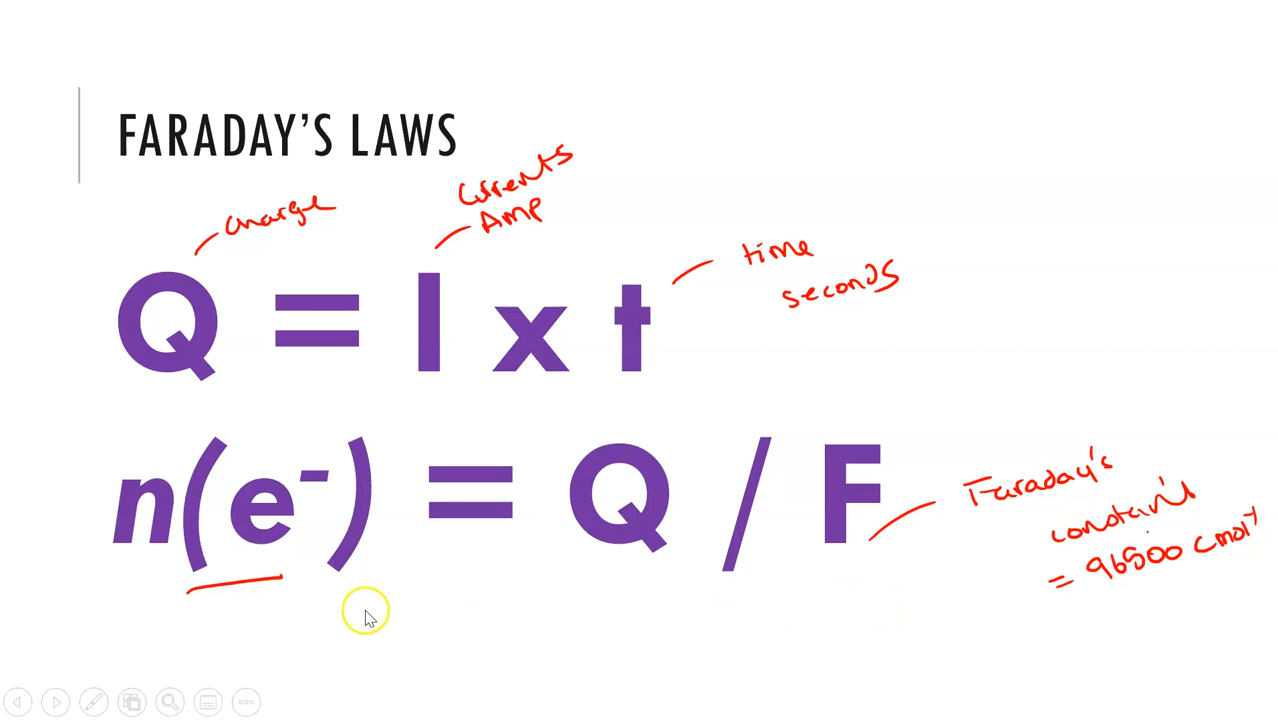 FARADAY'S LAWS
Currents
Amp
charge
time
seconds
Q = I x t
n(e⁻) = Q / F
Faraday's
constant's
= 96500 Cmol⁻¹